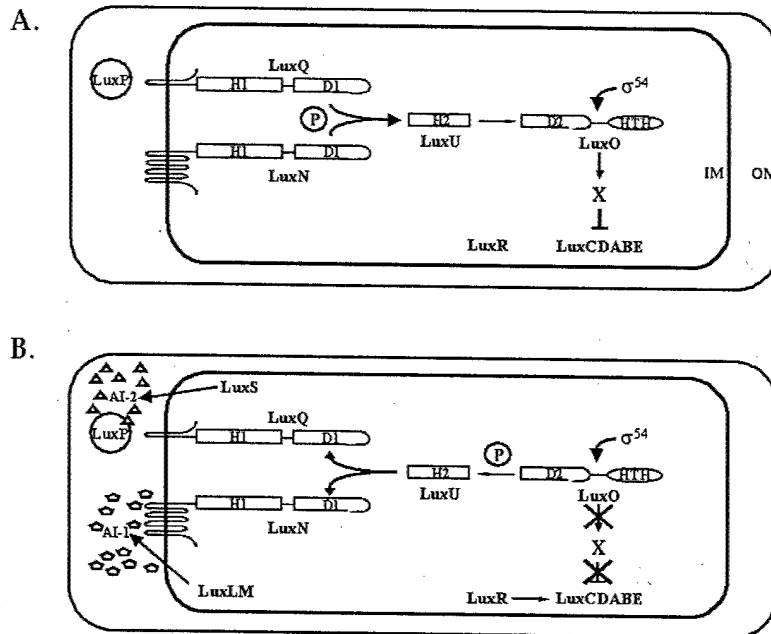 A.
LuxP
LuxQ
H1 D1
P
H2
LuxU
D2 HTH
σ54
LuxO
H1 D1
LuxN
X
IM OM
LuxR LuxCDABE
B.
AI-2
LuxS
LuxP
LuxQ
H1 D1
P
H2
LuxU
D2 HTH
σ54
LuxO
H1 D1
LuxN
AI-1
X
LuxLM
LuxR LuxCDABE